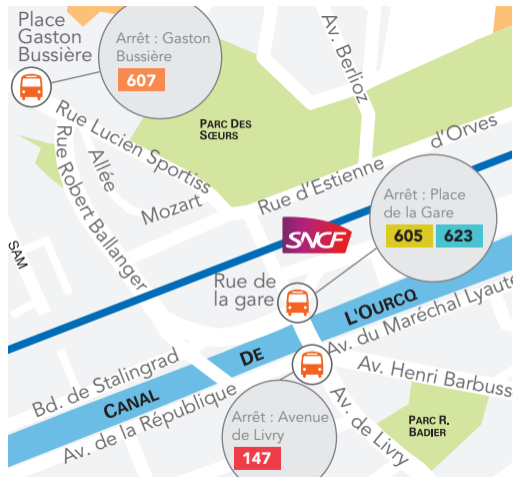 Place
Gaston
Bussière
Arrêt : Gaston
Bussière
607
Av. Berlioz
Rue Lucien Sportiss
Parc Des
Sœurs
d'Orves
Rue d'Estienne
Allée
Mozart
Rue Robert Ballanger
Arrêt : Place
de la Gare
605 623
SNCF
SAM
Rue de
la gare
L'OURCQ
DE
CANAL
Av. du Maréchal Lyaute
Bd. de Stalingrad
Av. de la République
Av. Henri Barbuss
Arrêt : Avenue
de Livry
147
Av. de Livry
Parc R.
Badier